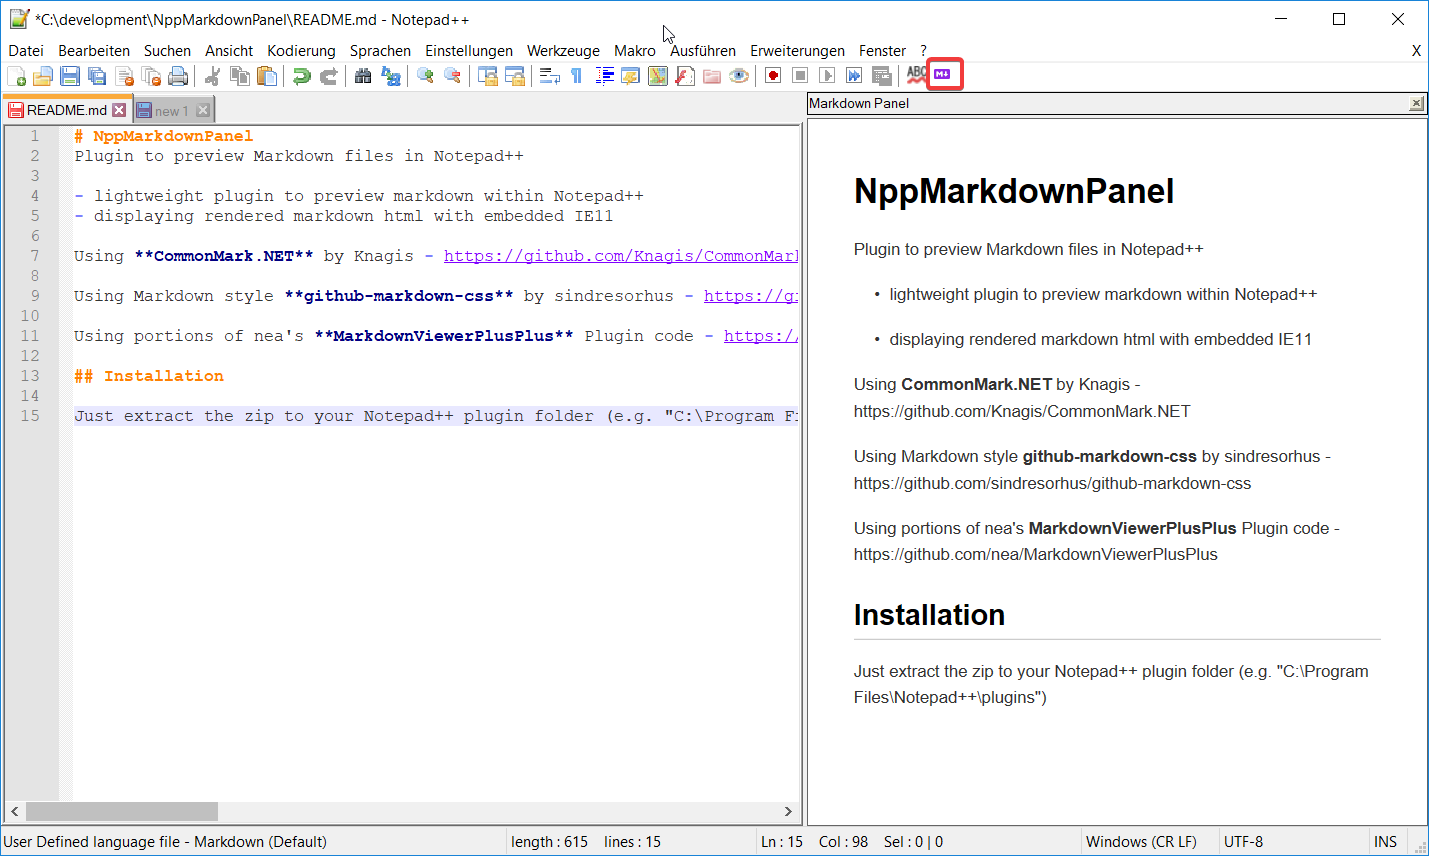 *C:\development\NppMarkdownPanel\README.md - Notepad++
Datei Bearbeiten Suchen Ansicht Kodierung Sprachen Einstellungen Werkzeuge Makro Ausführen Erweiterungen Fenster ? X
ABC M
README.md new 1
1 # NppMarkdownPanel
2 Plugin to preview Markdown files in Notepad++
3
4 - lightweight plugin to preview markdown within Notepad++
5 - displaying rendered markdown html with embedded IE11
6
7 Using **CommonMark.NET** by Knagis - https://github.com/Knagis/CommonMar
8
9 Using Markdown style **github-markdown-css** by sindresorhus - https://gi
10
11 Using portions of nea's **MarkdownViewerPlusPlus** Plugin code - https:/
12
13 ## Installation
14
15 Just extract the zip to your Notepad++ plugin folder (e.g. "C:\Program Fi
Markdown Panel
NppMarkdownPanel
Plugin to preview Markdown files in Notepad++
• lightweight plugin to preview markdown within Notepad++
• displaying rendered markdown html with embedded IE11
Using CommonMark.NET by Knagis -
https://github.com/Knagis/CommonMark.NET
Using Markdown style github-markdown-css by sindresorhus -
https://github.com/sindresorhus/github-markdown-css
Using portions of nea's MarkdownViewerPlusPlus Plugin code -
https://github.com/nea/MarkdownViewerPlusPlus
Installation
Just extract the zip to your Notepad++ plugin folder (e.g. "C:\Program
Files\Notepad++\plugins")
User Defined language file - Markdown (Default) length : 615 lines : 15 Ln : 15 Col : 98 Sel : 0 | 0 Windows (CR LF) UTF-8 INS